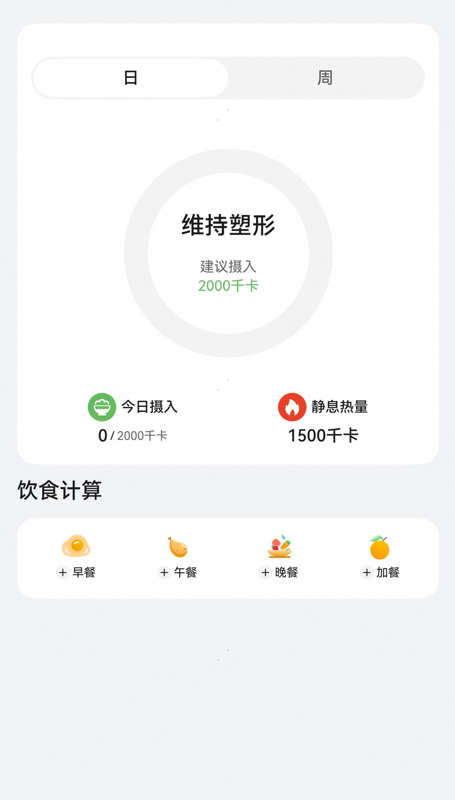 日 周
维持塑形
建议摄入
2000千卡
今日摄入 静息热量
0 / 2000千卡 1500千卡
饮食计算
+ 早餐 + 午餐 + 晚餐 + 加餐